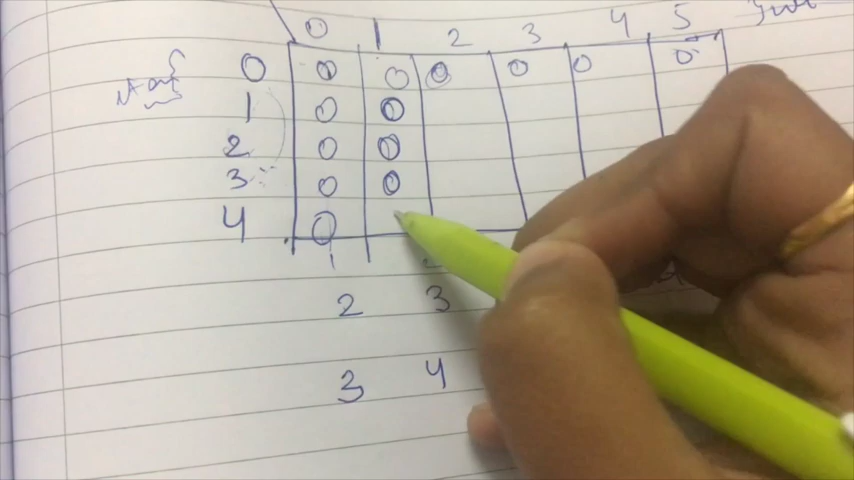 0 1 2 3 4 5
0 0 0 0 0 0 0
1 0 0
2 0 0
3 0 0
4 0
2 3
3 4